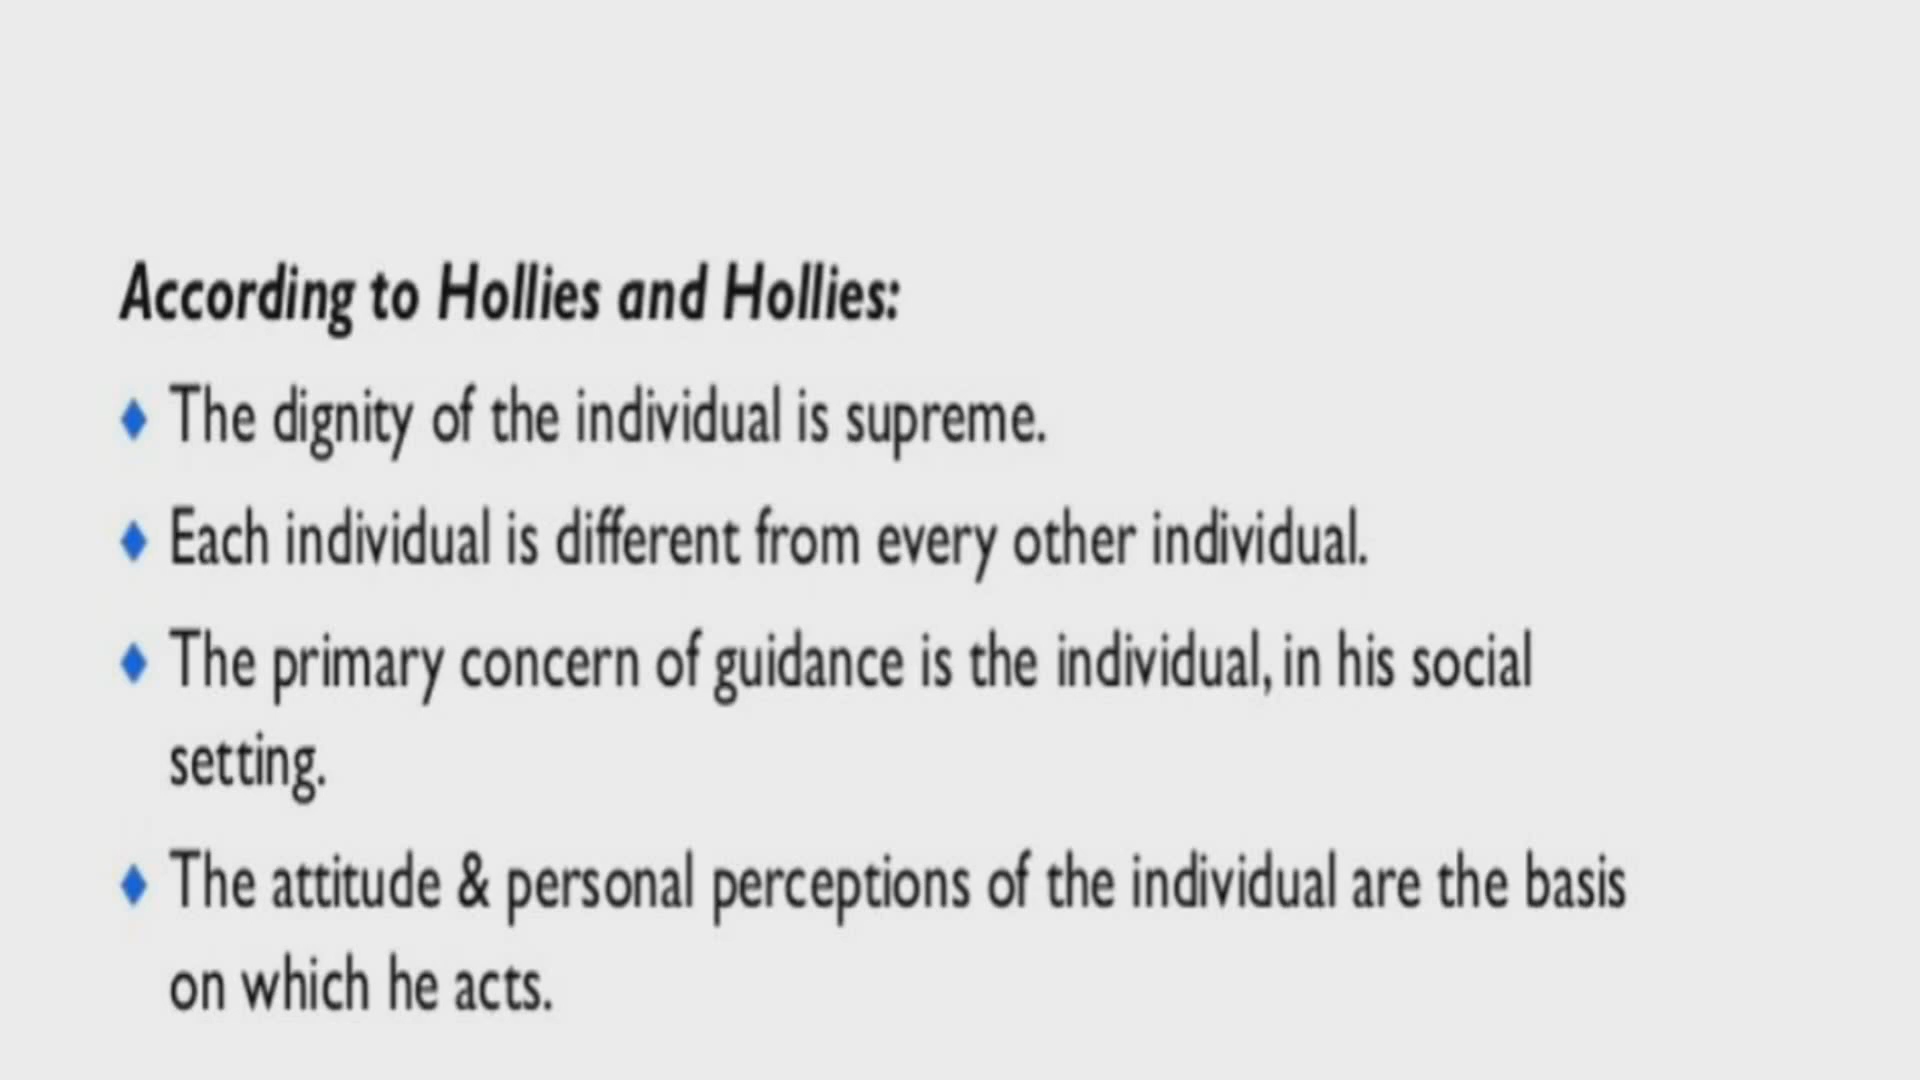 According to Hollies and Hollies:
♦ The dignity of the individual is supreme.
♦ Each individual is different from every other individual.
♦ The primary concern of guidance is the individual, in his social
setting.
♦ The attitude & personal perceptions of the individual are the basis
on which he acts.